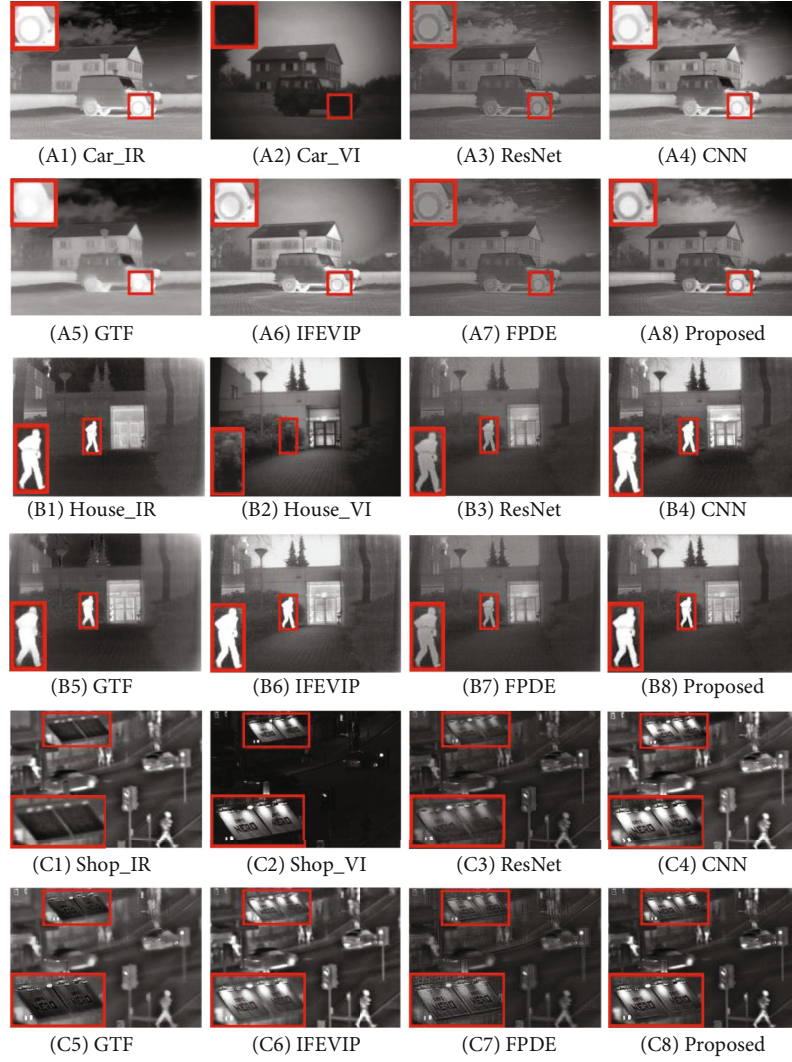 (A1) Car_IR
(A2) Car_VI
(A3) ResNet
(A4) CNN
(A5) GTF
(A6) IFEVIP
(A7) FPDE
(A8) Proposed
(B1) House_IR
(B2) House_VI
(B3) ResNet
(B4) CNN
(B5) GTF
(B6) IFEVIP
(B7) FPDE
(B8) Proposed
(C1) Shop_IR
(C2) Shop_VI
(C3) ResNet
(C4) CNN
(C5) GTF
(C6) IFEVIP
(C7) FPDE
(C8) Proposed